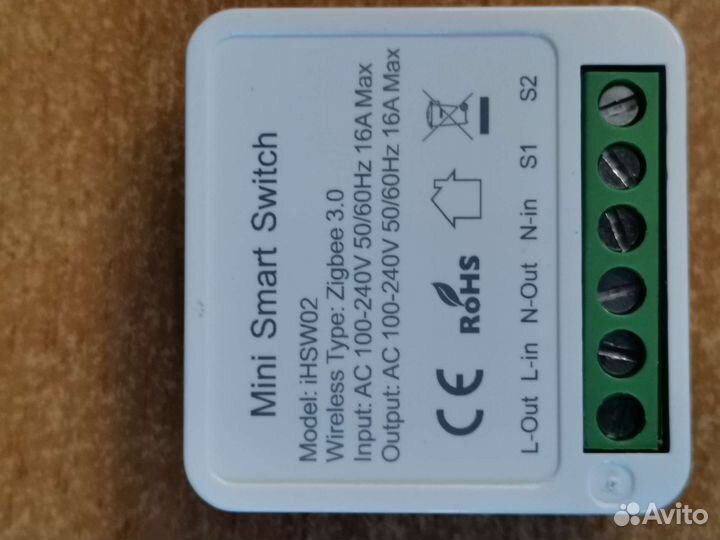 Mini Smart Switch
Model: iHSW02
Wireless Type: Zigbee 3.0
Input: AC 100-240V 50/60Hz 16A Max
Output: AC 100-240V 50/60Hz 16A Max
CE RoHS
L-Out L-in N-Out N-in S1 S2
Avito